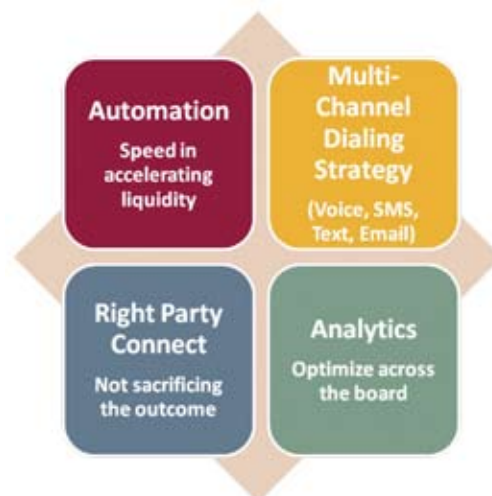 Automation
Speed in
accelerating
liquidity
Multi-
Channel
Dialing
Strategy
(Voice, SMS,
Text, Email)
Right Party
Connect
Not sacrificing
the outcome
Analytics
Optimize across
the board